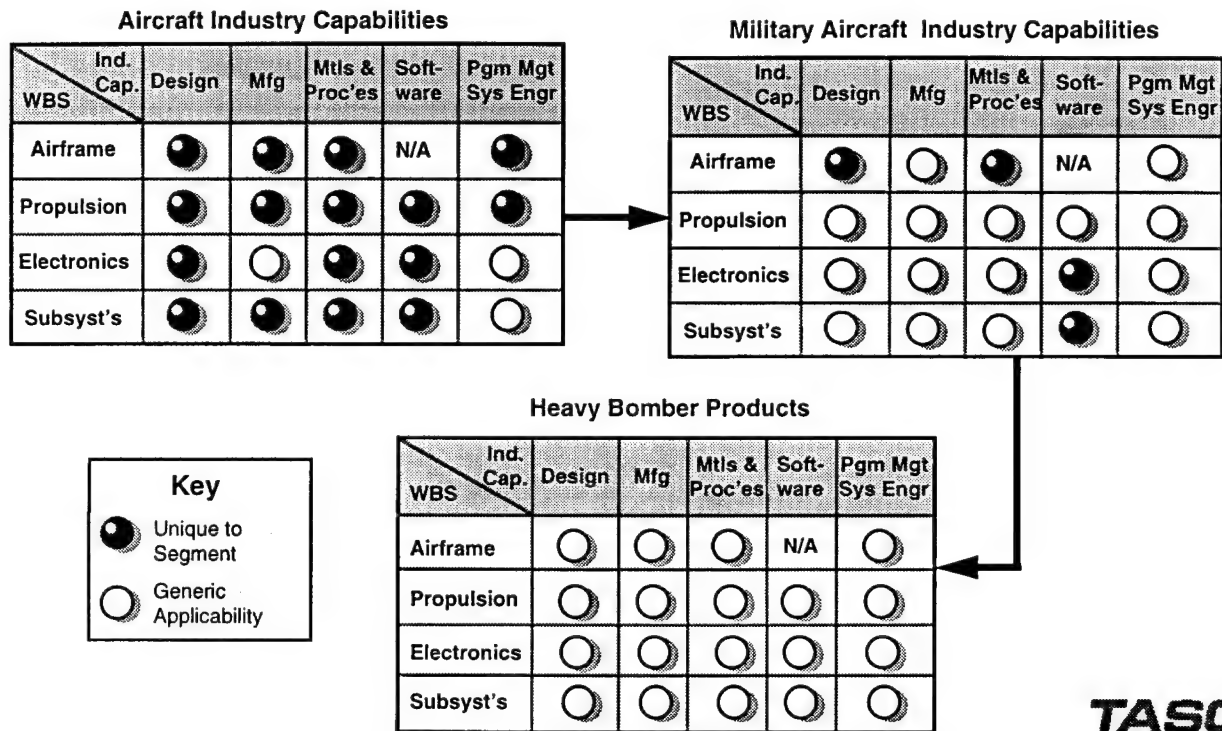 Aircraft Industry Capabilities
Ind.
Cap.
WBS
Design
Mfg
Mtls &
Proc'es
Soft-
ware
Pgm Mgt
Sys Engr
Airframe
N/A
Propulsion
Electronics
Subsyst's
Military Aircraft Industry Capabilities
Ind.
Cap.
WBS
Design
Mfg
Mtls &
Proc'es
Soft-
ware
Pgm Mgt
Sys Engr
Airframe
N/A
Propulsion
Electronics
Subsyst's
Heavy Bomber Products
Ind.
Cap.
WBS
Design
Mfg
Mtls &
Proc'es
Soft-
ware
Pgm Mgt
Sys Engr
Airframe
N/A
Propulsion
Electronics
Subsyst's
Key
Unique to
Segment
Generic
Applicability